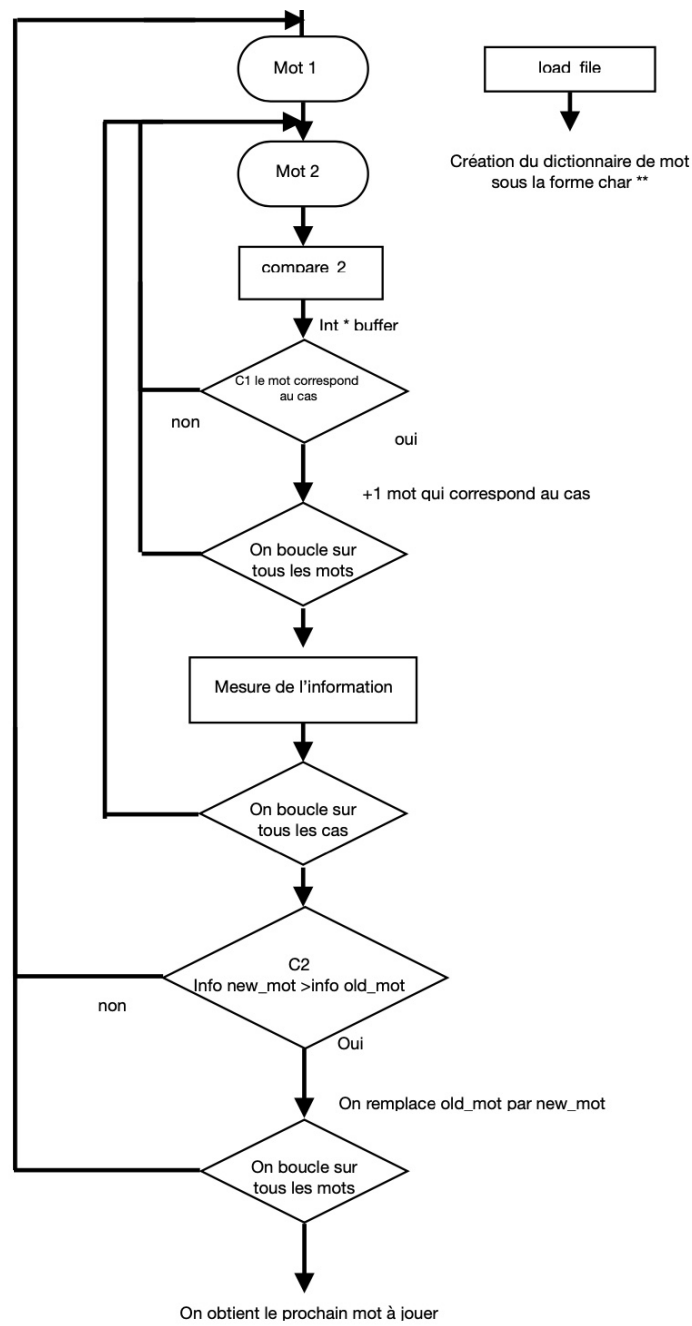 Mot 1
load_file
Création du dictionnaire de mot
sous la forme char **
Mot 2
compare_2
Int * buffer
C1 le mot correspond
au cas
non
oui
+1 mot qui correspond au cas
On boucle sur
tous les mots
Mesure de l'information
On boucle sur
tous les cas
C2
Info new_mot >info old_mot
non
Oui
On remplace old_mot par new_mot
On boucle sur
tous les mots
On obtient le prochain mot à jouer